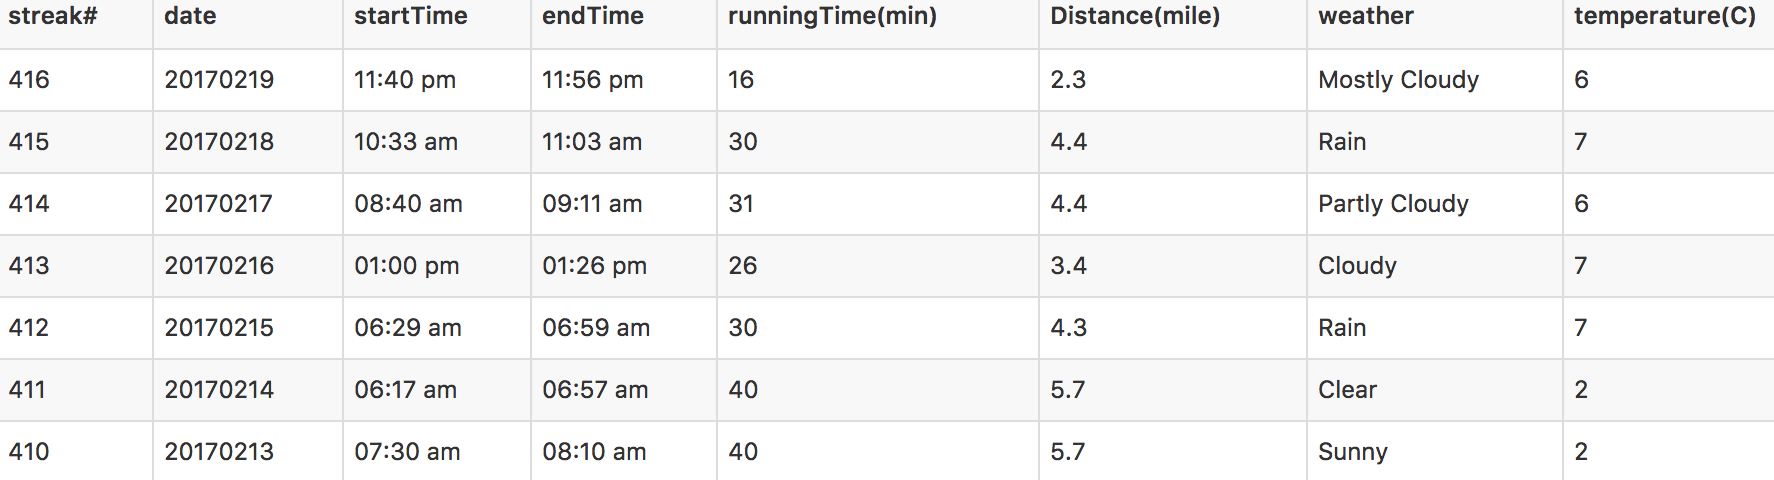 streak# date startTime endTime runningTime(min) Distance(mile) weather temperature(C)
416 20170219 11:40 pm 11:56 pm 16 2.3 Mostly Cloudy 6
415 20170218 10:33 am 11:03 am 30 4.4 Rain 7
414 20170217 08:40 am 09:11 am 31 4.4 Partly Cloudy 6
413 20170216 01:00 pm 01:26 pm 26 3.4 Cloudy 7
412 20170215 06:29 am 06:59 am 30 4.3 Rain 7
411 20170214 06:17 am 06:57 am 40 5.7 Clear 2
410 20170213 07:30 am 08:10 am 40 5.7 Sunny 2